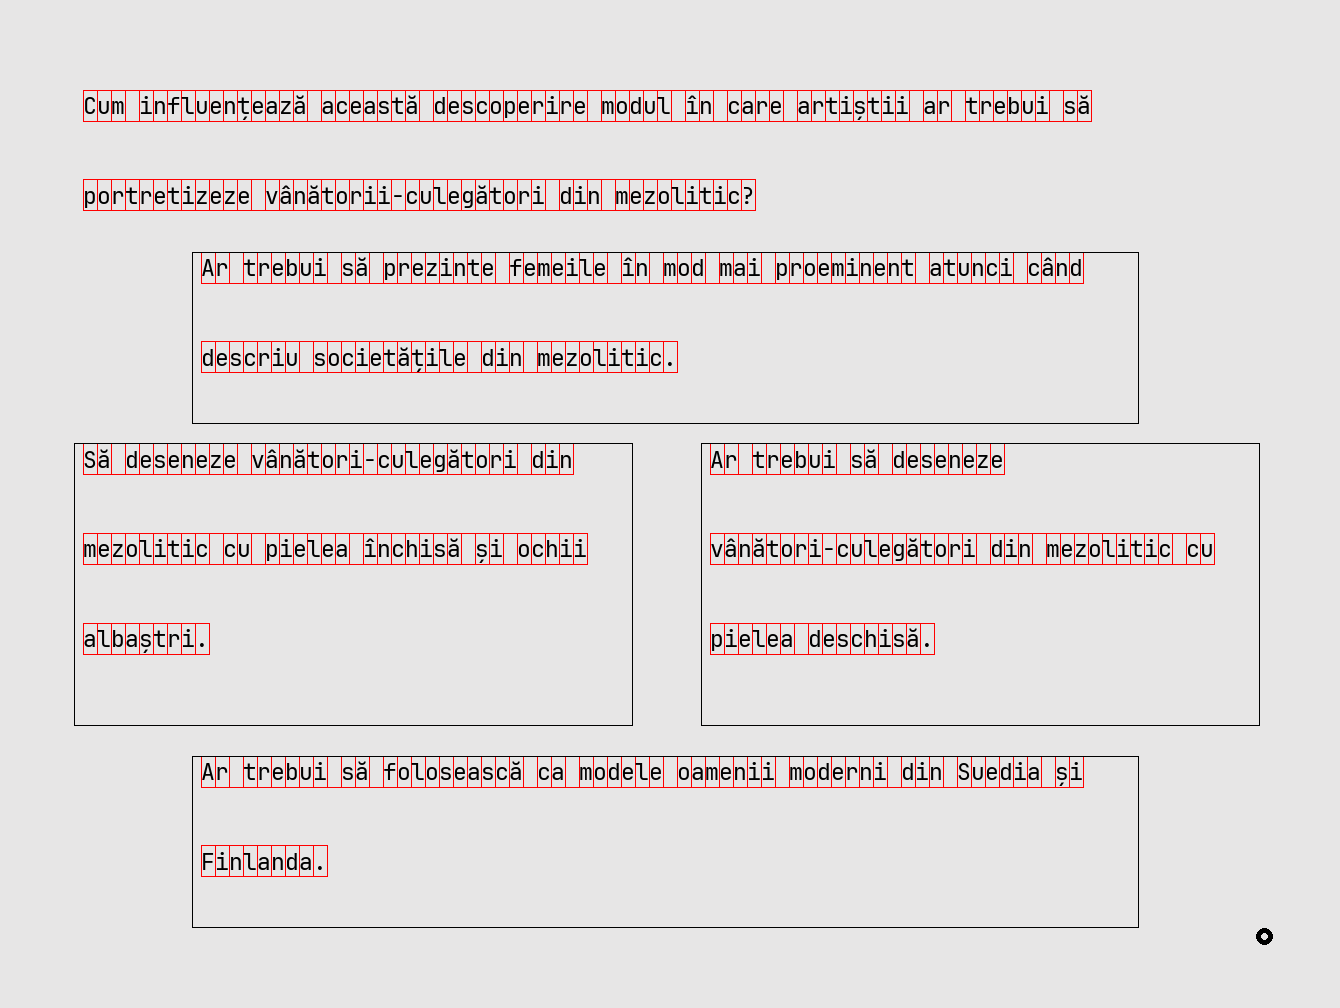 Cum influențează această descoperire modul în care artiștii ar trebui să
portretizeze vânătorii-culegători din mezolitic?
Ar trebui să prezinte femeile în mod mai proeminent atunci când
descriu societățile din mezolitic.
Să deseneze vânători-culegători din
mezolitic cu pielea închisă și ochii
albaștri.
Ar trebui să deseneze
vânători-culegători din mezolitic cu
pielea deschisă.
Ar trebui să folosească ca modele oamenii moderni din Suedia și
Finlanda.